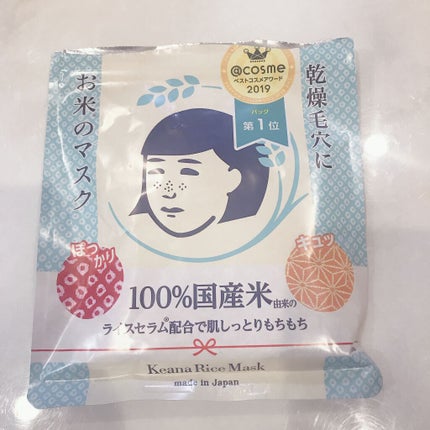 @cosme
ベストコスメアワード
2019
パック
第1位
乾燥毛穴に
お米のマスク
ぽっかり
キュッ
100%国産米由来の
ライスセラム®配合で肌しっとりもちもち
Keana Rice Mask
made in Japan